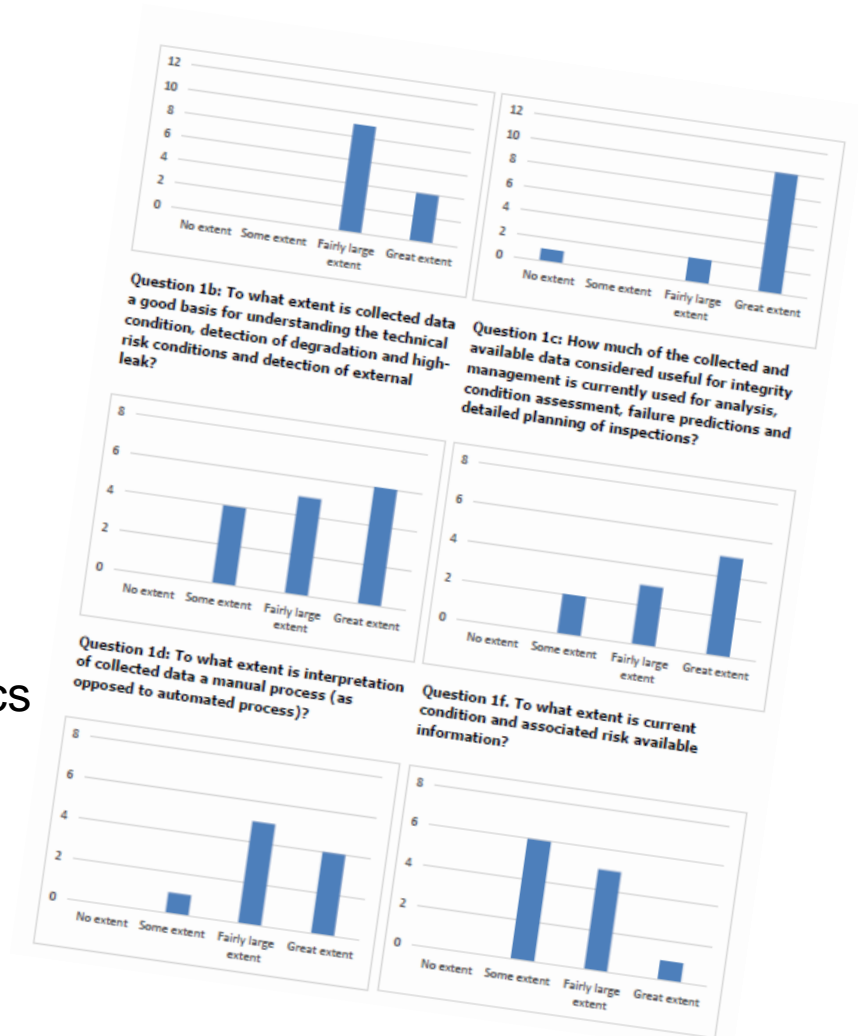 12
10
8
6
4
2
0
No extent Some extent Fairly large extent Great extent
12
10
8
6
4
2
0
No extent Some extent Fairly large extent Great extent
Question 1b: To what extent is collected data
a good basis for understanding the technical
condition, detection of degradation and high-
risk conditions and detection of external
leak?
Question 1c: How much of the collected and
available data considered useful for integrity
management is currently used for analysis,
condition assessment, failure predictions and
detailed planning of inspections?
8
6
4
2
0
No extent Some extent Fairly large extent Great extent
8
6
4
2
0
No extent Some extent Fairly large extent Great extent
Question 1d: To what extent is interpretation
of collected data a manual process (as
opposed to automated process)?
Question 1f. To what extent is current
condition and associated risk available
information?
cs
8
6
4
2
0
No extent Some extent Fairly large extent Great extent
8
6
4
2
0
No extent Some extent Fairly large extent Great extent